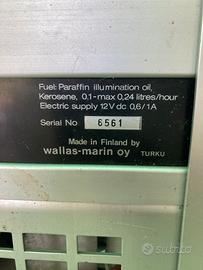 Fuel: Paraffin illumination oil,
Kerosene, 0.1-max 0,24 litres/hour
Electric supply 12V dc 0,6/1A
Serial No 6561
Made in Finland by
wallas-marin oy TURKU
subito